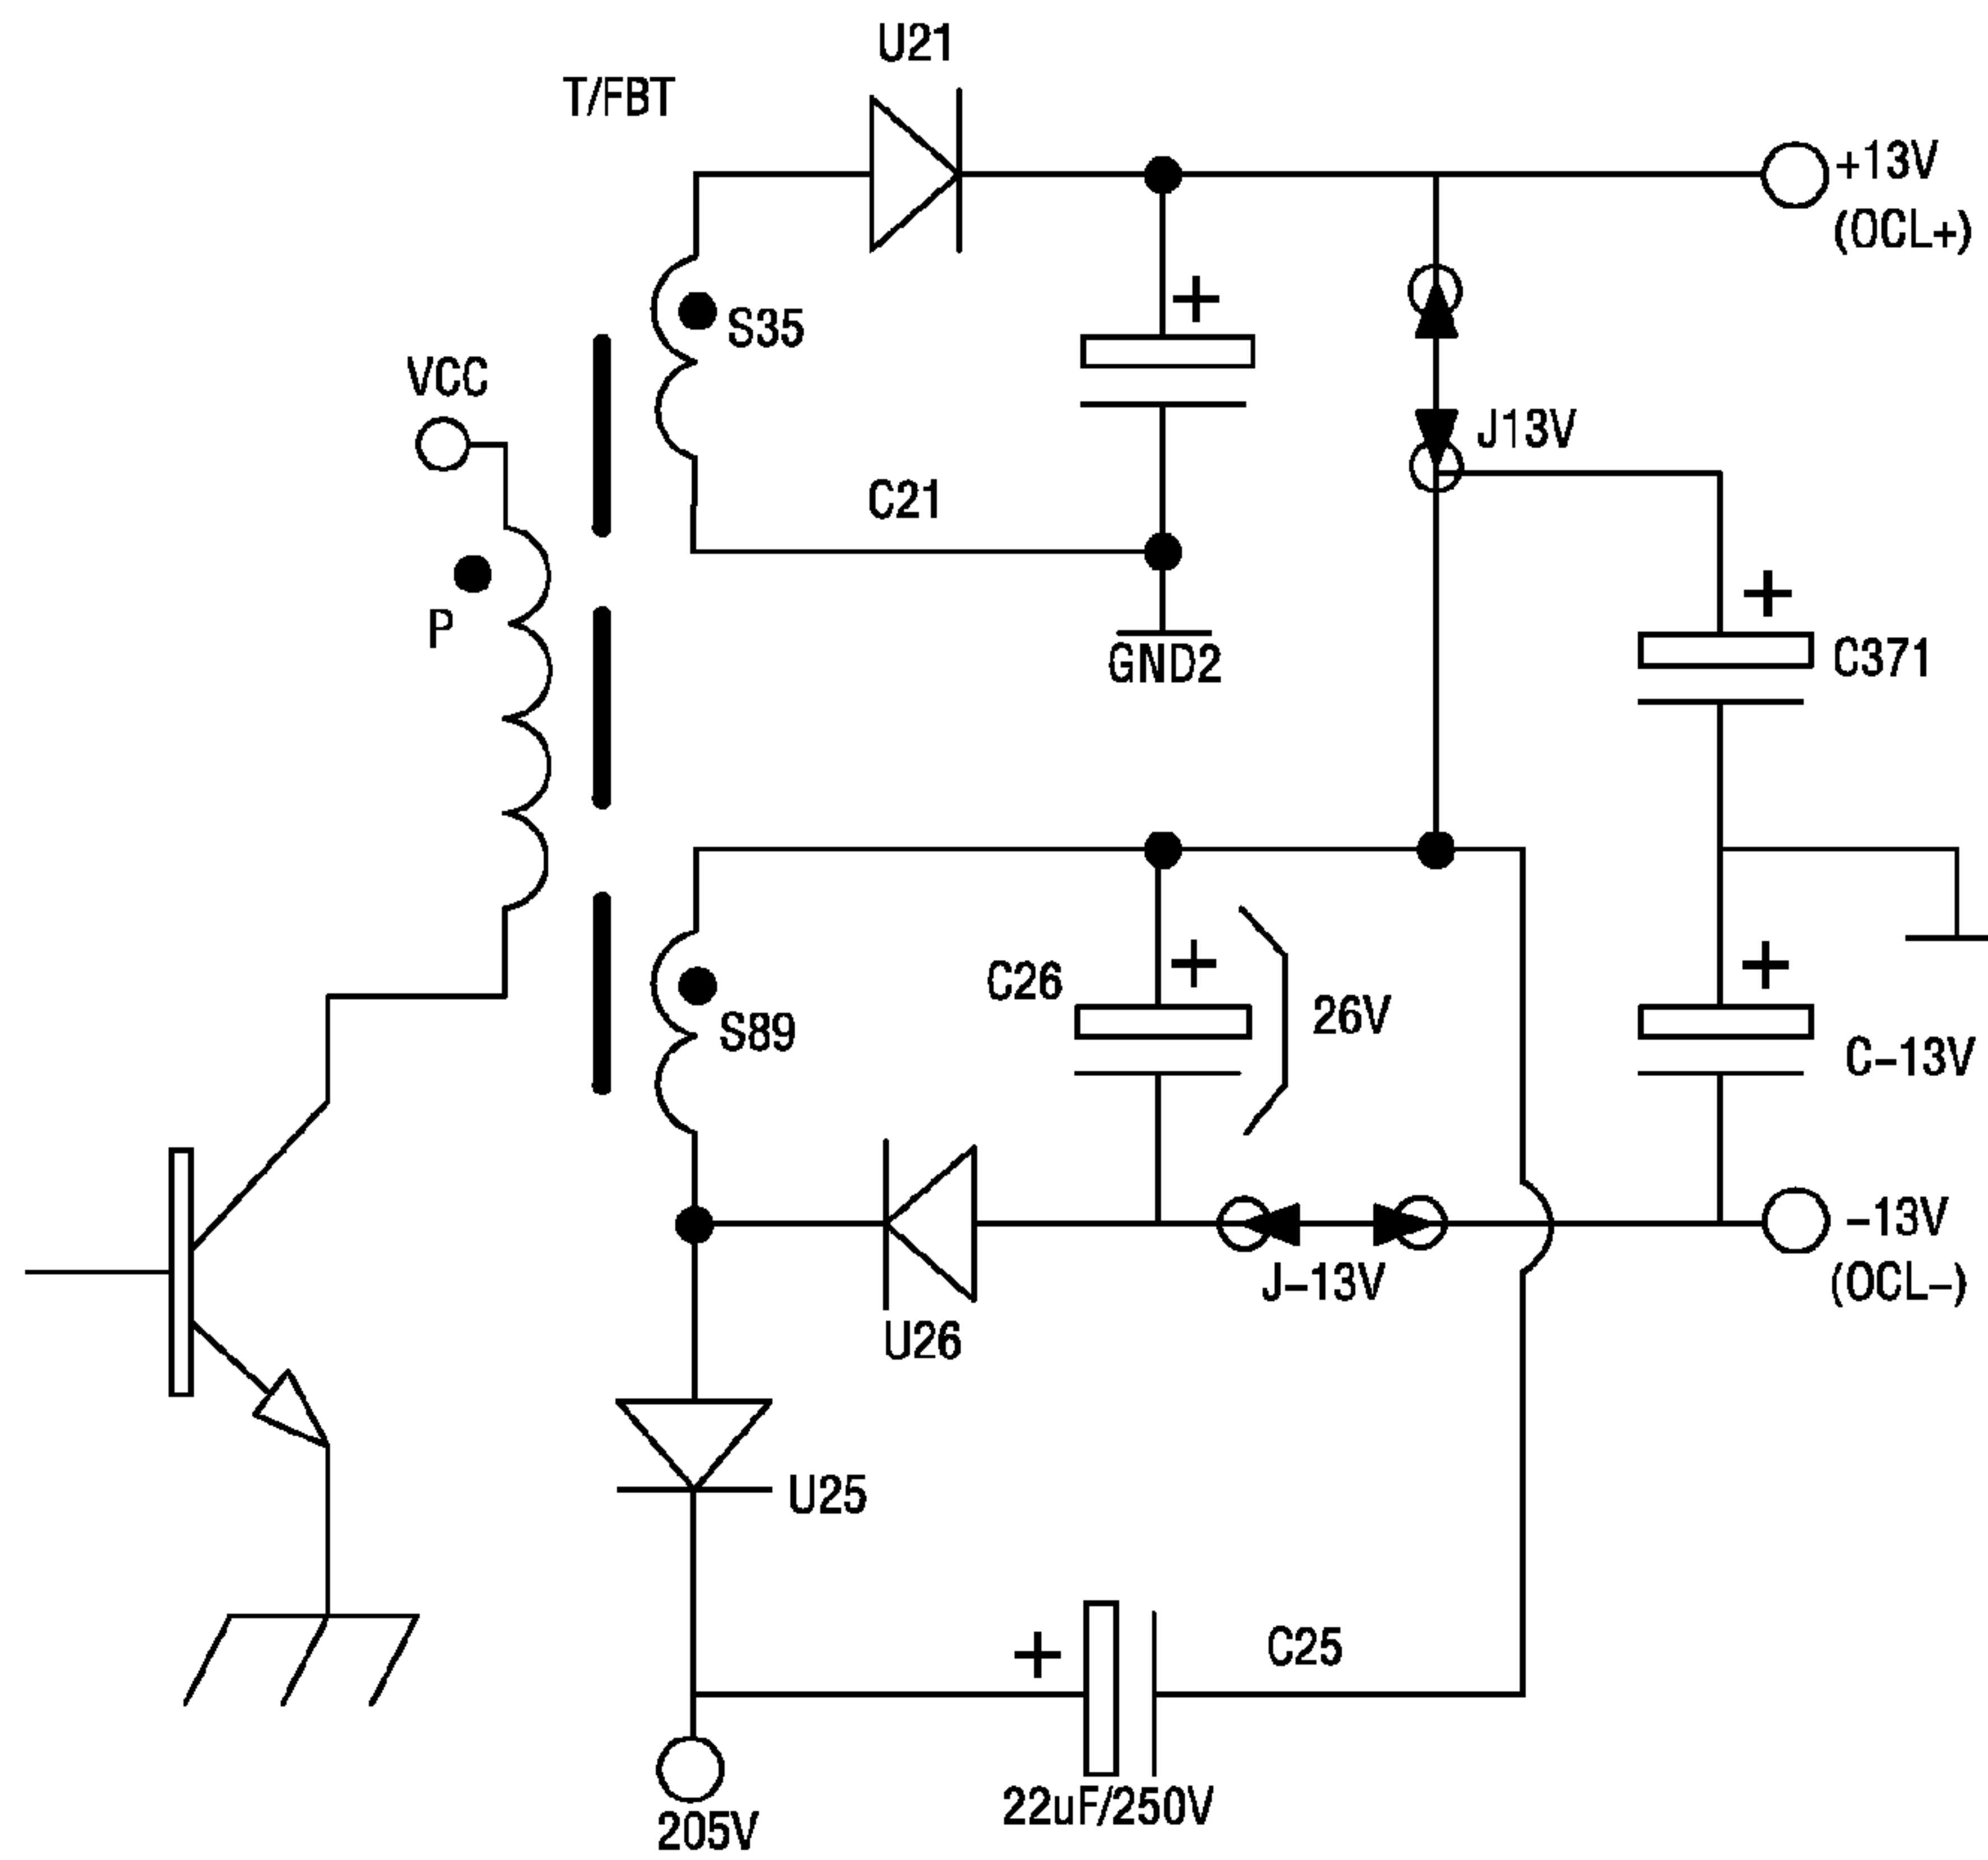 U21
T/FBT
+13V
(OCL+)
S35
+
VCC
J13V
C21
+
P
GND2
C371
+
C26
+
26V
S89
C-13V
-13V
(OCL-)
J-13V
U26
U25
+
C25
22uF/250V
205V